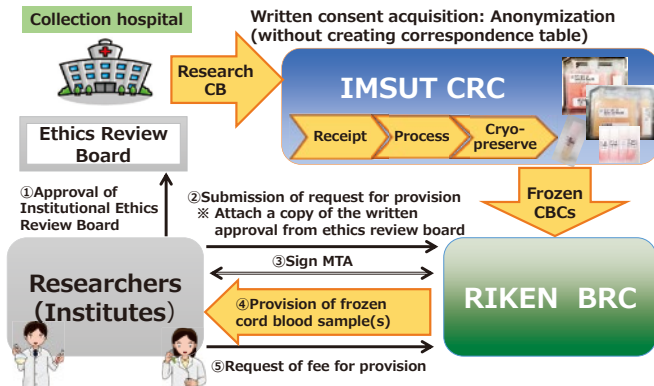 Collection hospital
Written consent acquisition: Anonymization
(without creating correspondence table)
Research
CB
IMSUT CRC
Receipt
Process
Cryo-
preserve
Ethics Review
Board
①Approval of
Institutional Ethics
Review Board
②Submission of request for provision
※ Attach a copy of the written
approval from ethics review board
Frozen
CBCs
③Sign MTA
Researchers
(Institutes)
④Provision of frozen
cord blood sample(s)
RIKEN BRC
⑤Request of fee for provision